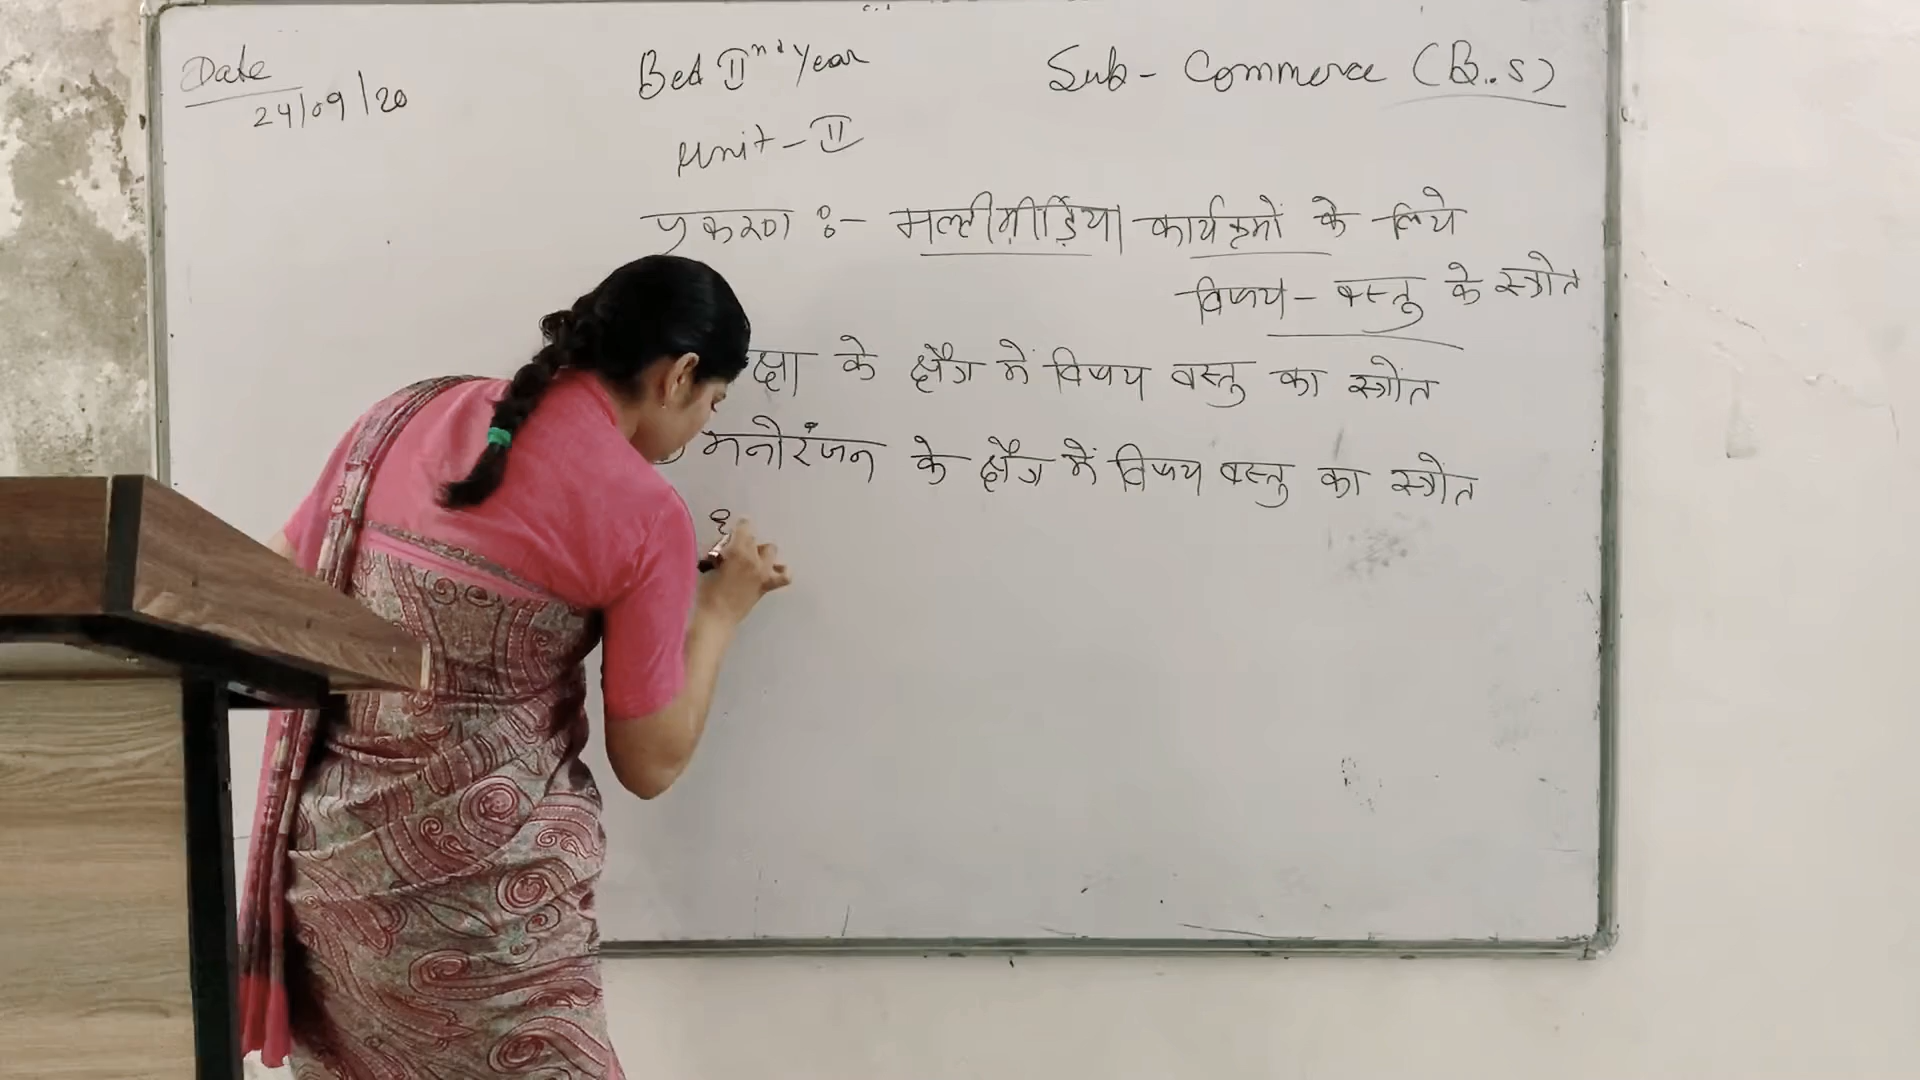 Date
24/09/20
Bed IInd Year
Sub- Commerce (B.S)
Unit - II
प्रकरण :- मल्टीमीडिया कार्यक्रमों के लिये
विषय - वस्तु के स्त्रोत
क्षा के क्षैत्र में विषय वस्तु का स्त्रोत
मनोरंजन के क्षैत्र में विषय वस्तु का स्त्रोत